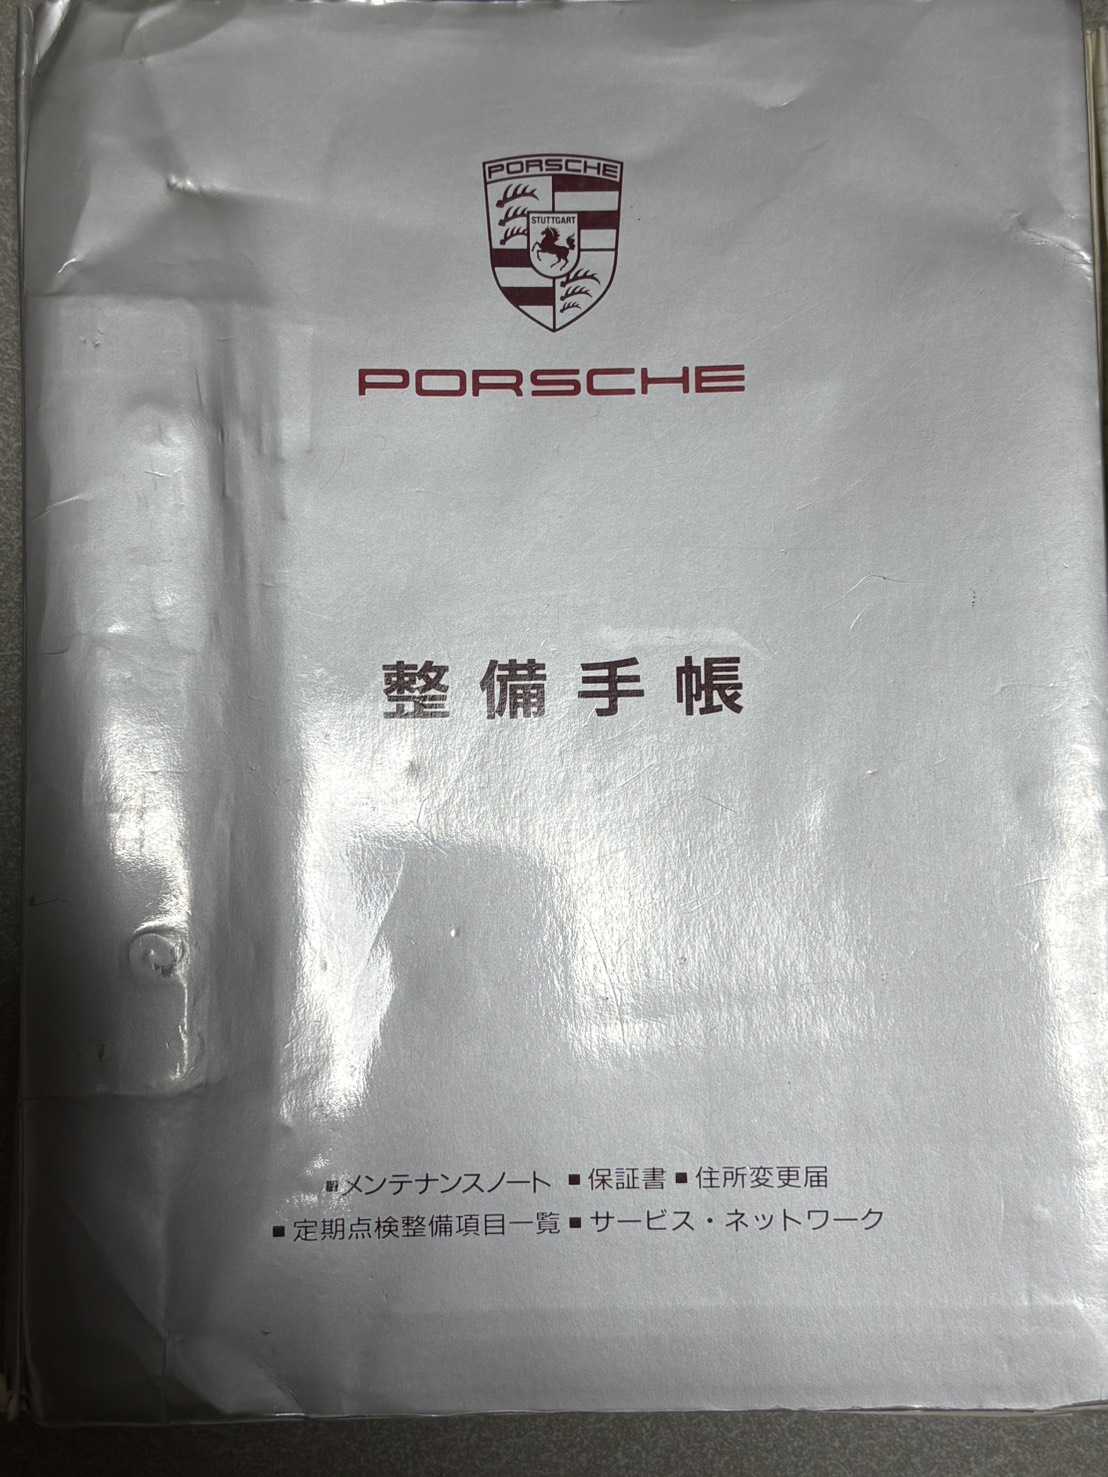 PORSCHE
STUTTGART
PORSCHE
整備手帳
■メンテナンスノート ■保証書 ■住所変更届
■定期点検整備項目一覧 ■サービス・ネットワーク